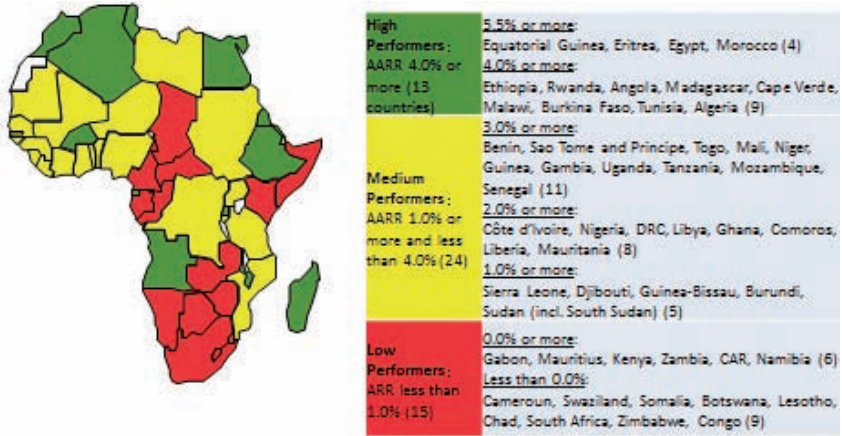 High
Performers:
AARR 4.0% or
more (13
countries)
5.5% or more:
Equatorial Guinea, Eritrea, Egypt, Morocco (4)
4.0% or more:
Ethiopia, Rwanda, Angola, Madagascar, Cape Verde,
Malawi, Burkina Faso, Tunisia, Algeria (9)
Medium
Performers:
AARR 1.0% or
more and less
than 4.0% (24)
3.0% or more:
Benin, Sao Tome and Principe, Togo, Mali, Niger,
Guinea, Gambia, Uganda, Tanzania, Mozambique,
Senegal (11)
2.0% or more:
Côte d'Ivoire, Nigeria, DRC, Libya, Ghana, Comoros,
Liberia, Mauritania (8)
1.0% or more:
Sierra Leone, Djibouti, Guinea-Bissau, Burundi,
Sudan (incl. South Sudan) (5)
Low
Performers:
ARR less than
1.0% (15)
0.0% or more:
Gabon, Mauritius, Kenya, Zambia, CAR, Namibia (6)
Less than 0.0%:
Cameroun, Swaziland, Somalia, Botswana, Lesotho,
Chad, South Africa, Zimbabwe, Congo (9)